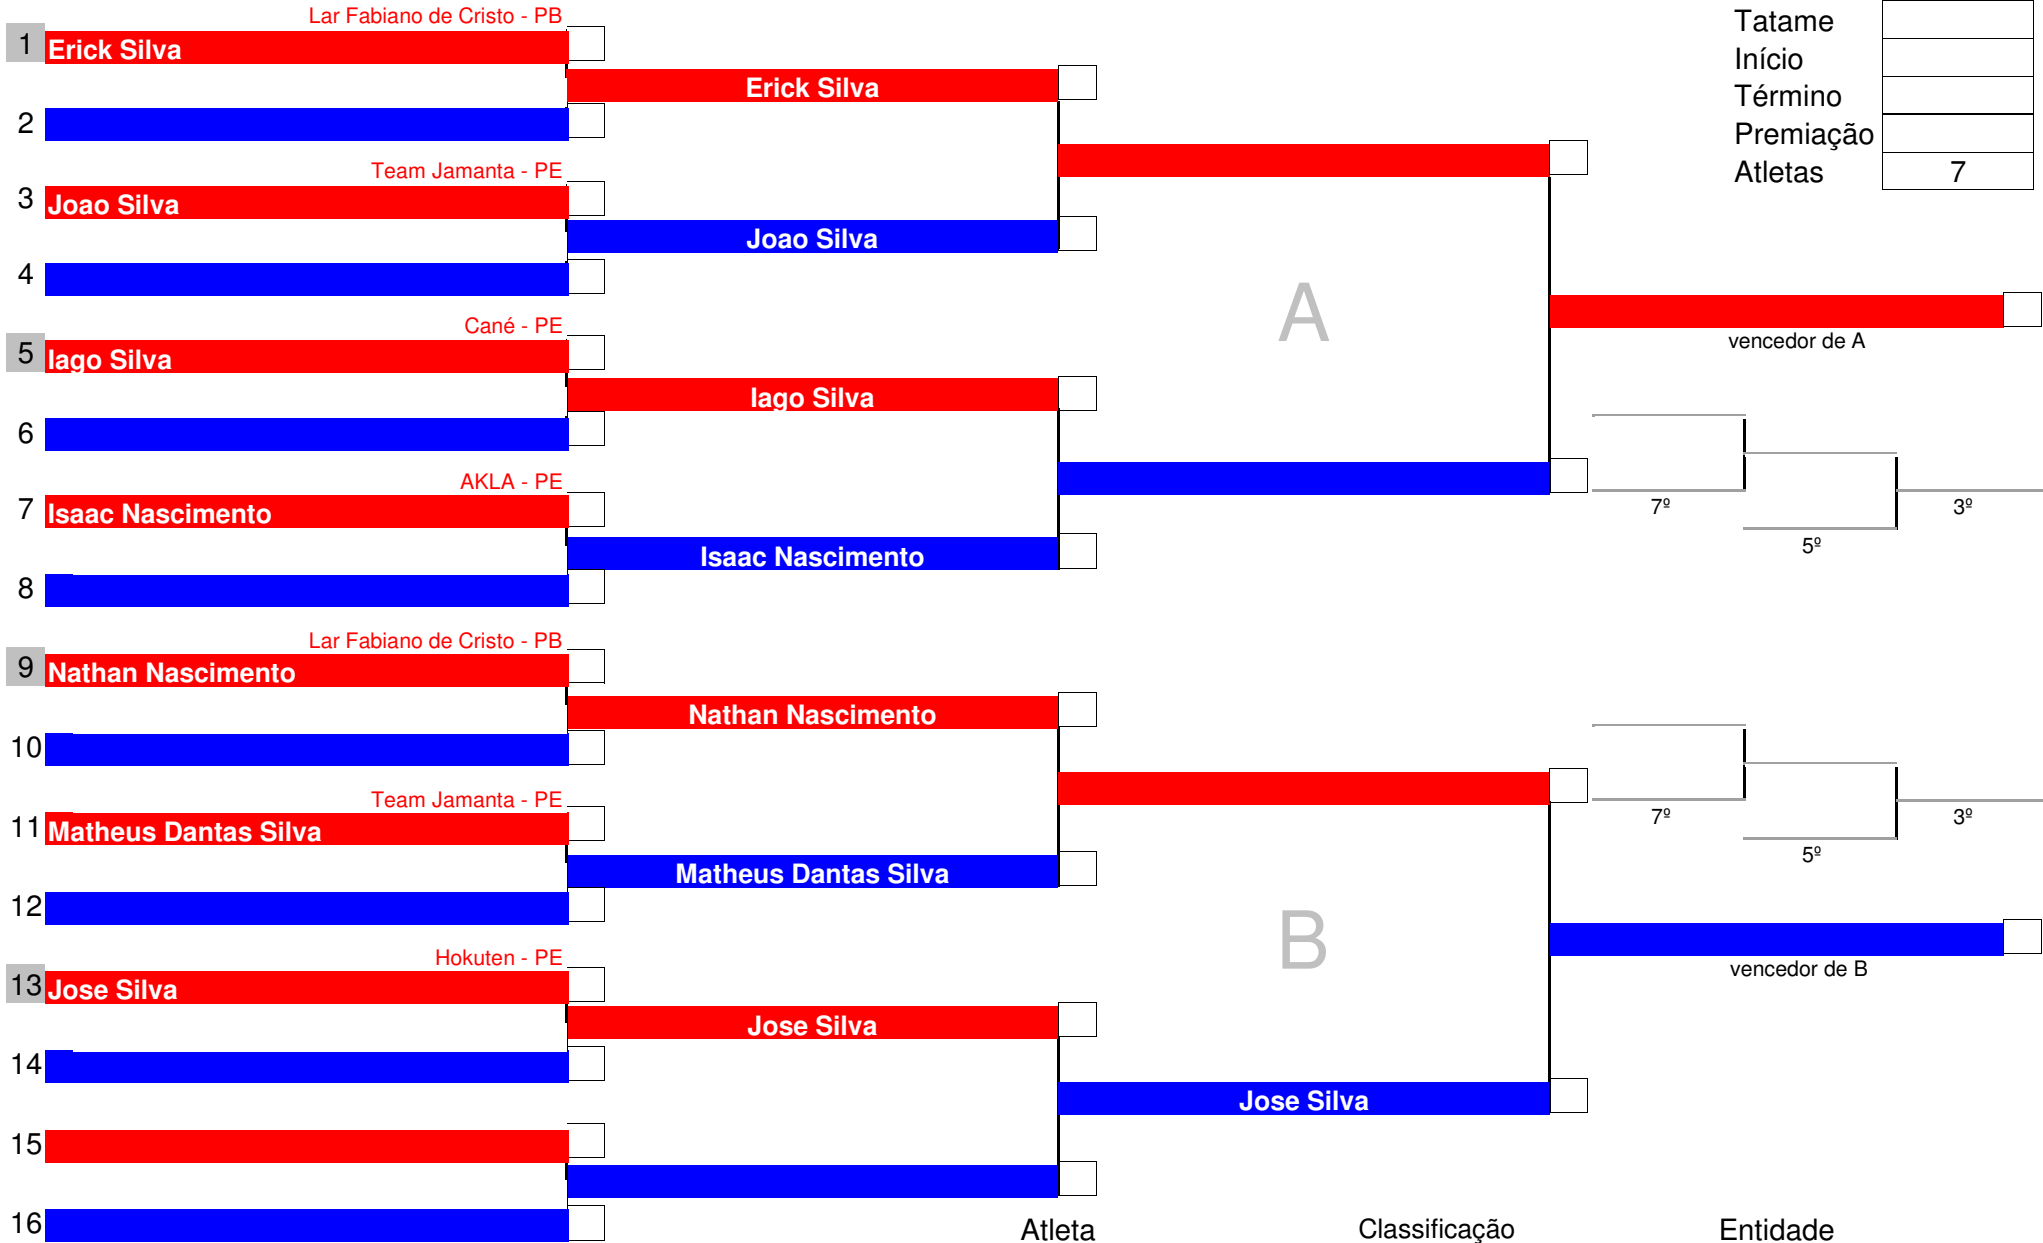 Lar Fabiano de Cristo - PB
1 Erick Silva
Erick Silva
2
Team Jamanta - PE
3 Joao Silva
Joao Silva
4
Cané - PE
5 Iago Silva
Iago Silva
6
AKLA - PE
7 Isaac Nascimento
Isaac Nascimento
8
Lar Fabiano de Cristo - PB
9 Nathan Nascimento
Nathan Nascimento
10
Team Jamanta - PE
11 Matheus Dantas Silva
Matheus Dantas Silva
12
Hokuten - PE
13 Jose Silva
Jose Silva
14
Jose Silva
15
16
A
B
Tatame
Início
Término
Premiação
Atletas 7
vencedor de A
7º
3º
5º
7º
3º
5º
vencedor de B
Atleta Classificação Entidade